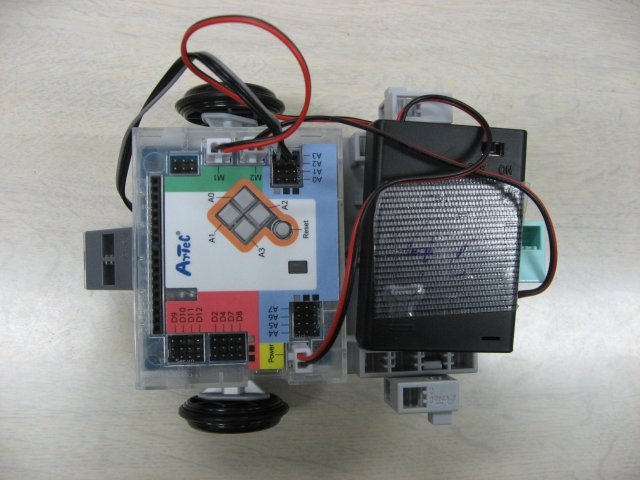 M1
M2
A3
A2
A1
A0
A0
A2
A1
A3
Reset
ArTec®
D9
D10
D11
D12
D2
D4
D7
D8
A7
A6
A5
A4
Power
ON